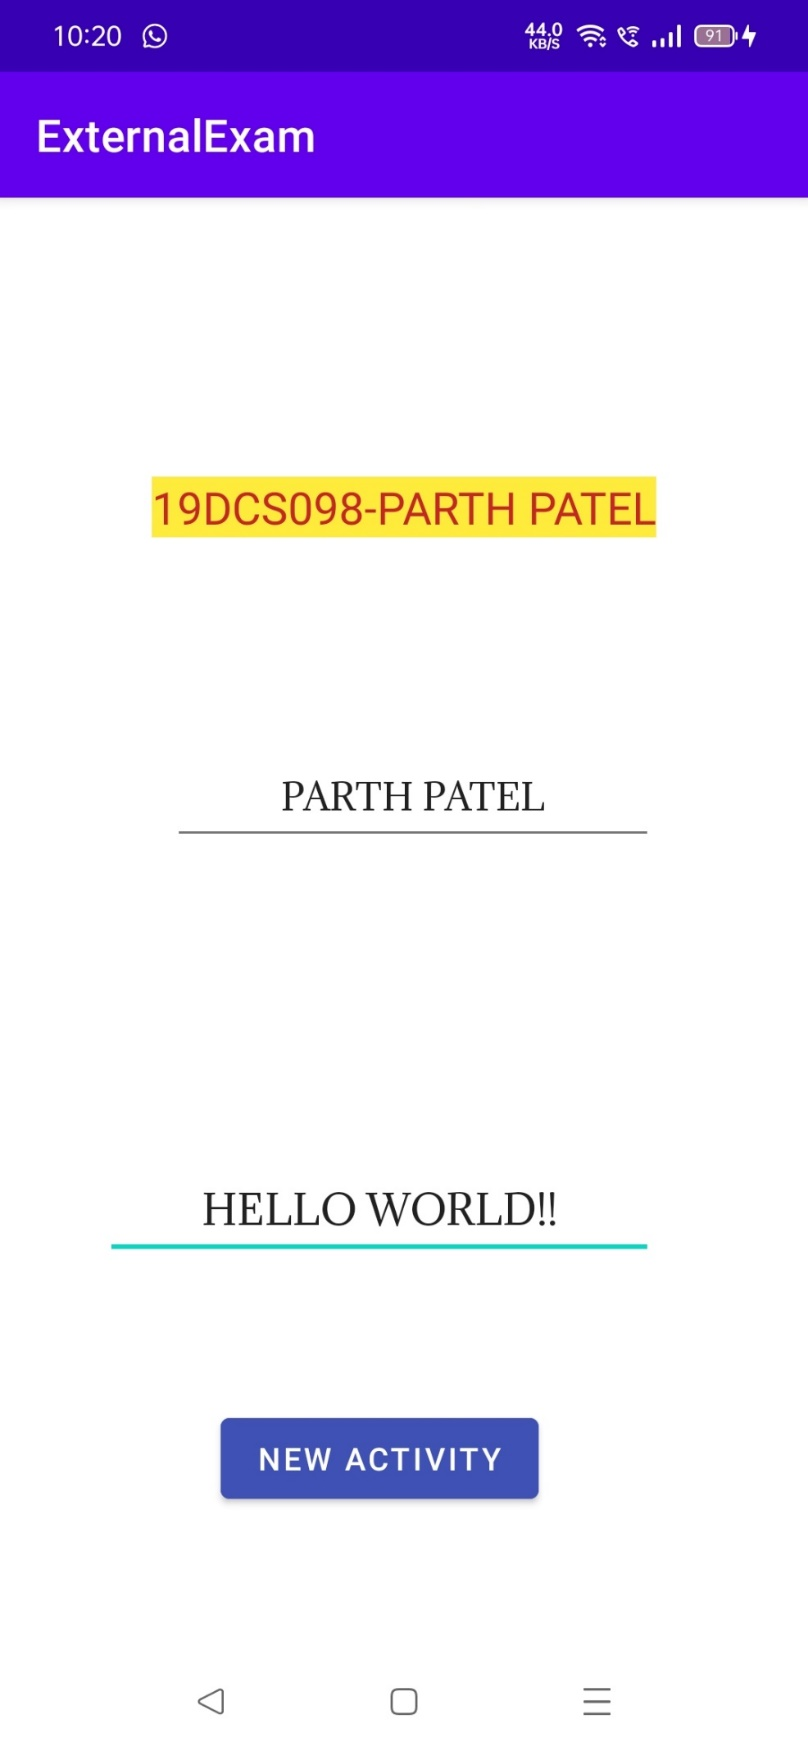 10:20 44.0 KB/S 91
ExternalExam
19DCS098-PARTH PATEL
PARTH PATEL
HELLO WORLD!!
NEW ACTIVITY